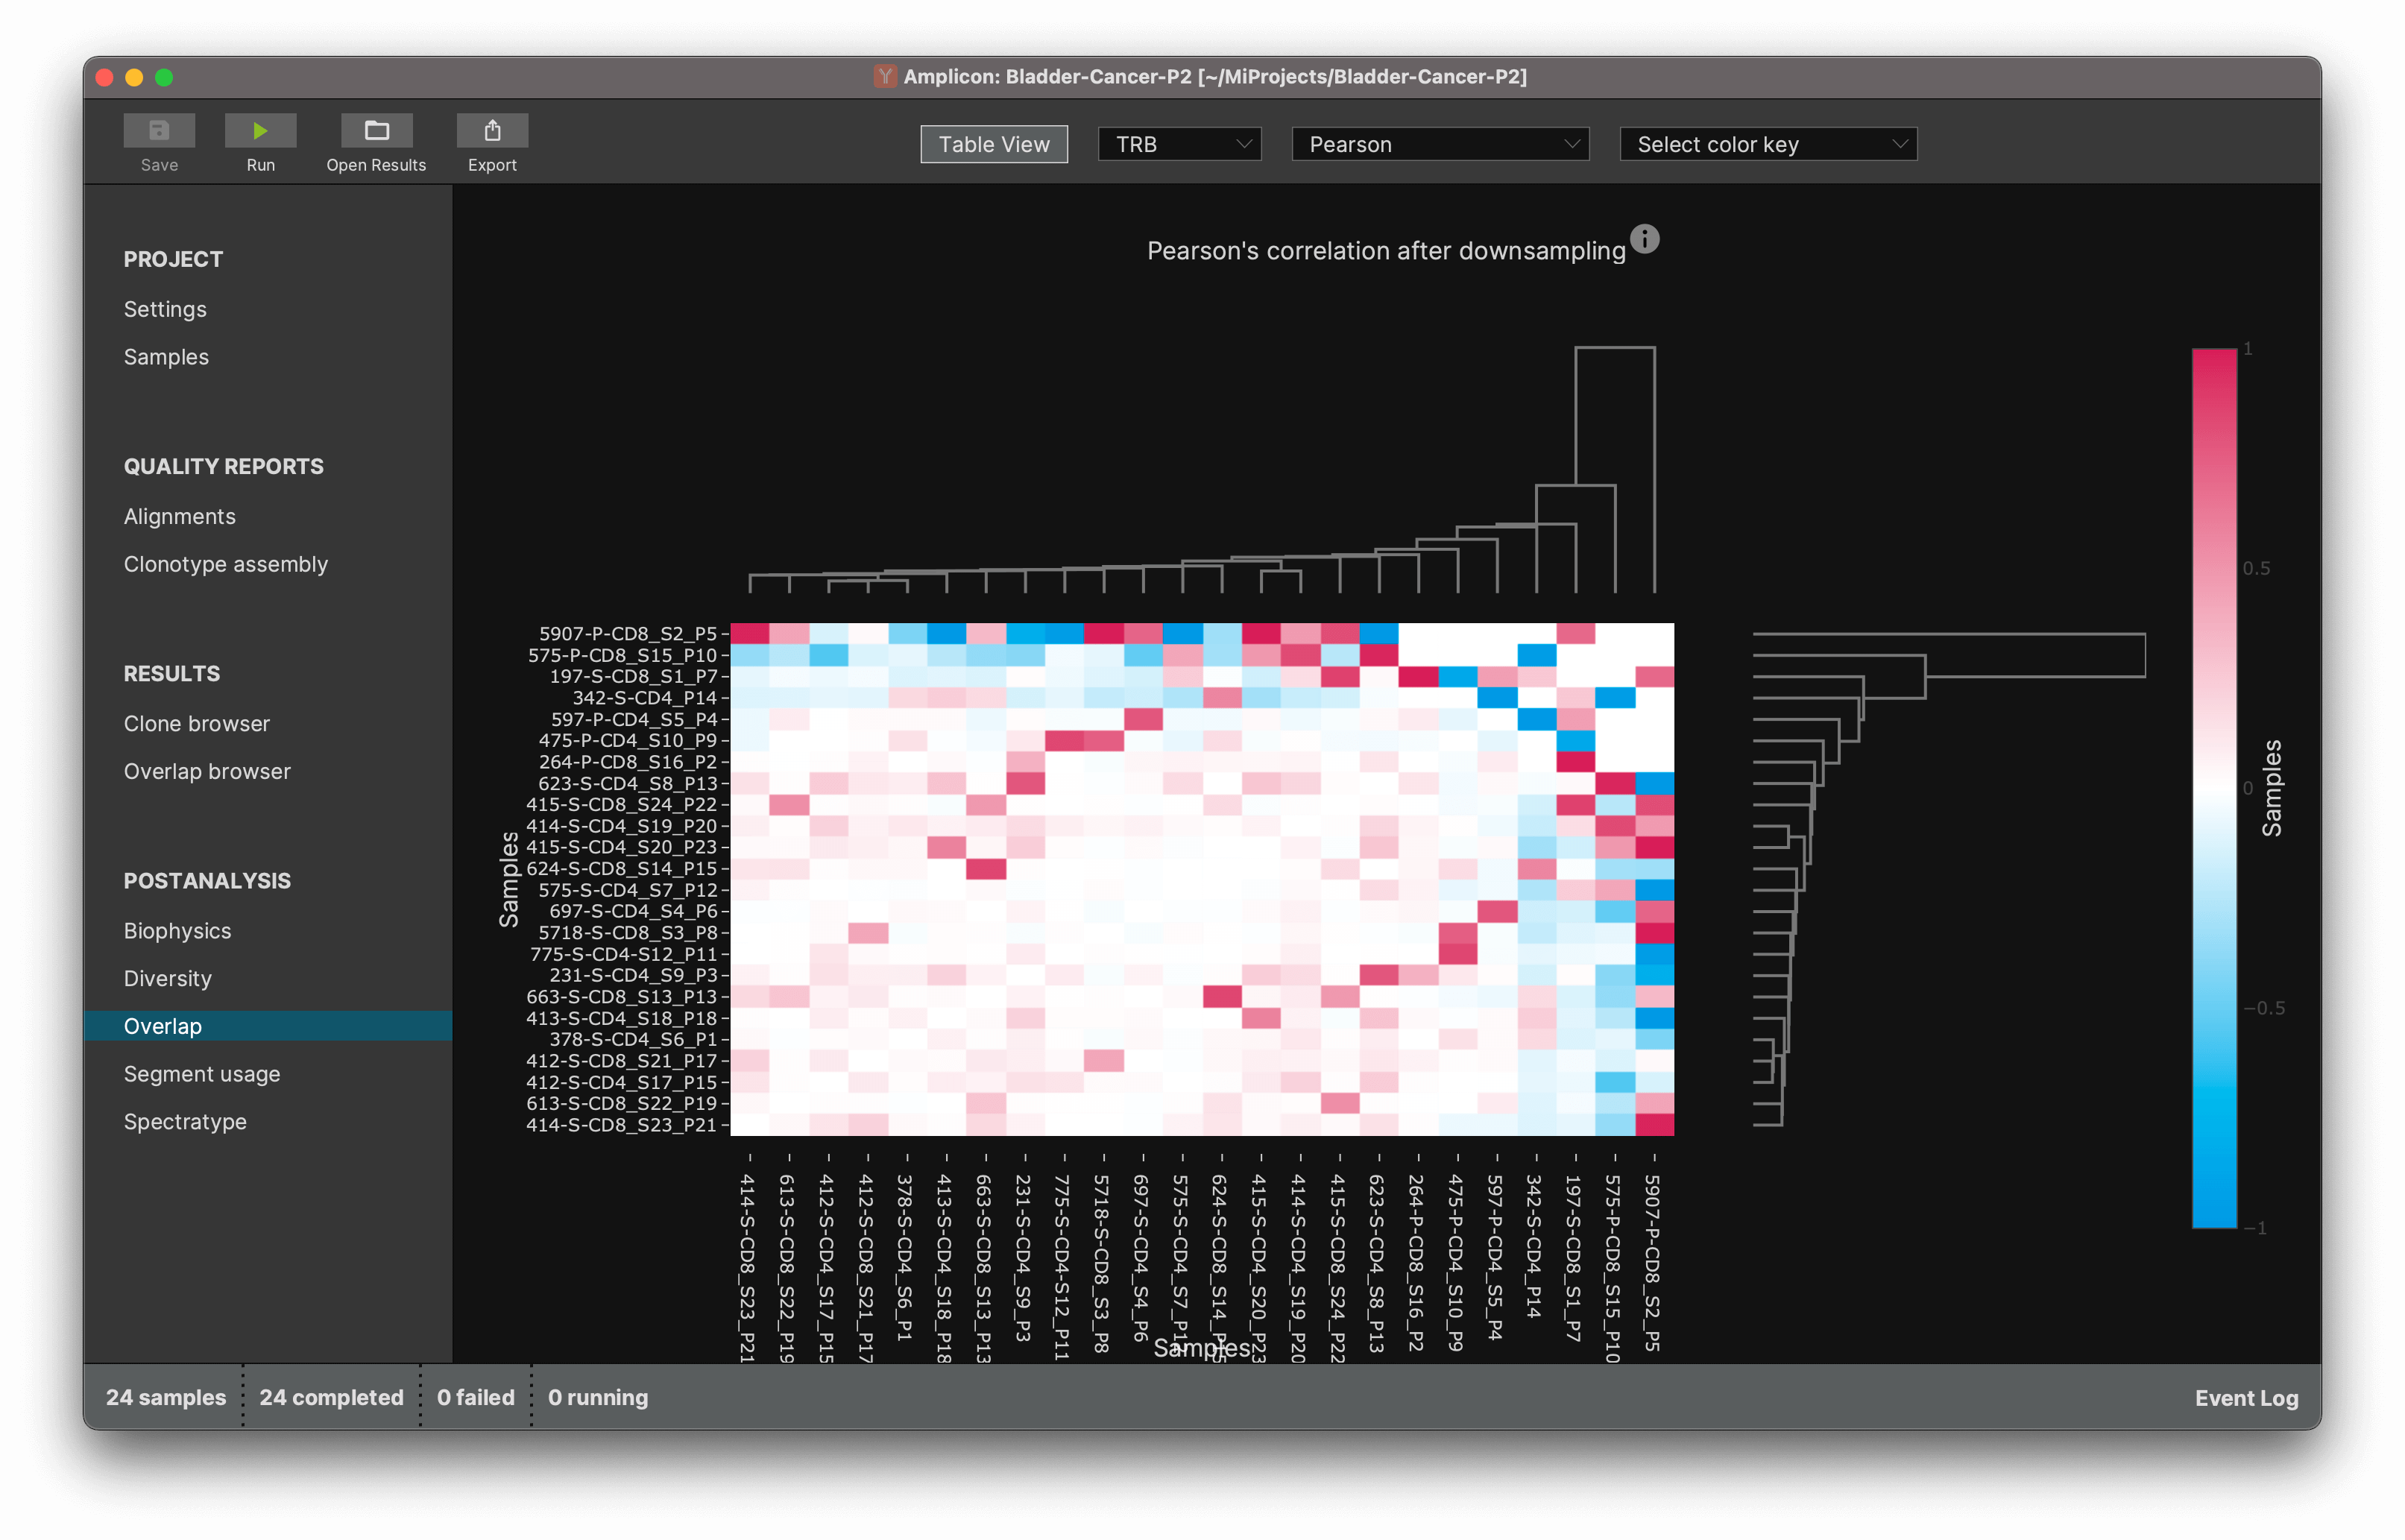 Amplicon: Bladder-Cancer-P2 [~/MiProjects/Bladder-Cancer-P2]
Save
Run
Open Results
Export
Table View
TRB
Pearson
Select color key
PROJECT
Settings
Samples
QUALITY REPORTS
Alignments
Clonotype assembly
RESULTS
Clone browser
Overlap browser
POSTANALYSIS
Biophysics
Diversity
Overlap
Segment usage
Spectratype
Pearson's correlation after downsampling
5907-P-CD8_S2_P5
575-P-CD8_S15_P10
197-S-CD8_S1_P7
342-S-CD4_P14
597-P-CD4_S5_P4
475-P-CD4_S10_P9
264-P-CD8_S16_P2
623-S-CD4_S8_P13
415-S-CD8_S24_P22
414-S-CD4_S19_P20
415-S-CD4_S20_P23
624-S-CD8_S14_P15
575-S-CD4_S7_P12
697-S-CD4_S4_P6
5718-S-CD8_S3_P8
775-S-CD4-S12_P11
231-S-CD4_S9_P3
663-S-CD8_S13_P13
413-S-CD4_S18_P18
378-S-CD4_S6_P1
412-S-CD8_S21_P17
412-S-CD4_S17_P15
613-S-CD8_S22_P19
414-S-CD8_S23_P21
Samples
414-S-CD8_S23_P21
613-S-CD8_S22_P19
412-S-CD4_S17_P15
412-S-CD8_S21_P17
378-S-CD4_S6_P1
413-S-CD4_S18_P18
663-S-CD8_S13_P13
231-S-CD4_S9_P3
775-S-CD4-S12_P11
5718-S-CD8_S3_P8
697-S-CD4_S4_P6
575-S-CD4_S7_P12
624-S-CD8_S14_P15
415-S-CD4_S20_P23
414-S-CD4_S19_P20
415-S-CD8_S24_P22
623-S-CD4_S8_P13
264-P-CD8_S16_P2
475-P-CD4_S10_P9
597-P-CD4_S5_P4
342-S-CD4_P14
197-S-CD8_S1_P7
575-P-CD8_S15_P10
5907-P-CD8_S2_P5
Samples
1
0.5
0
−0.5
−1
Samples
24 samples
24 completed
0 failed
0 running
Event Log